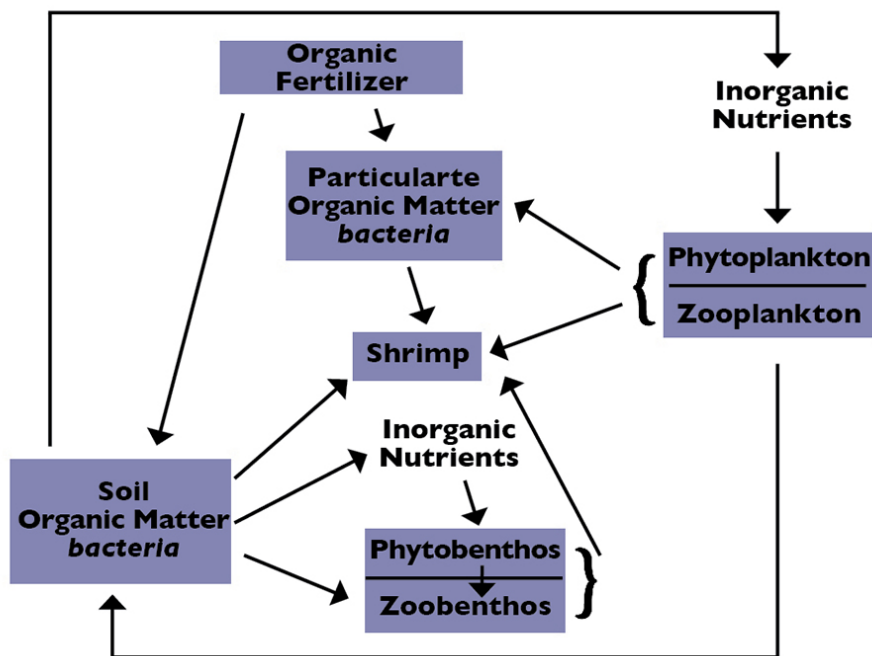 Organic
Fertilizer
Inorganic
Nutrients
Particularte
Organic Matter
bacteria
Phytoplankton
Zooplankton
Shrimp
Inorganic
Nutrients
Soil
Organic Matter
bacteria
Phytobenthos
Zoobenthos